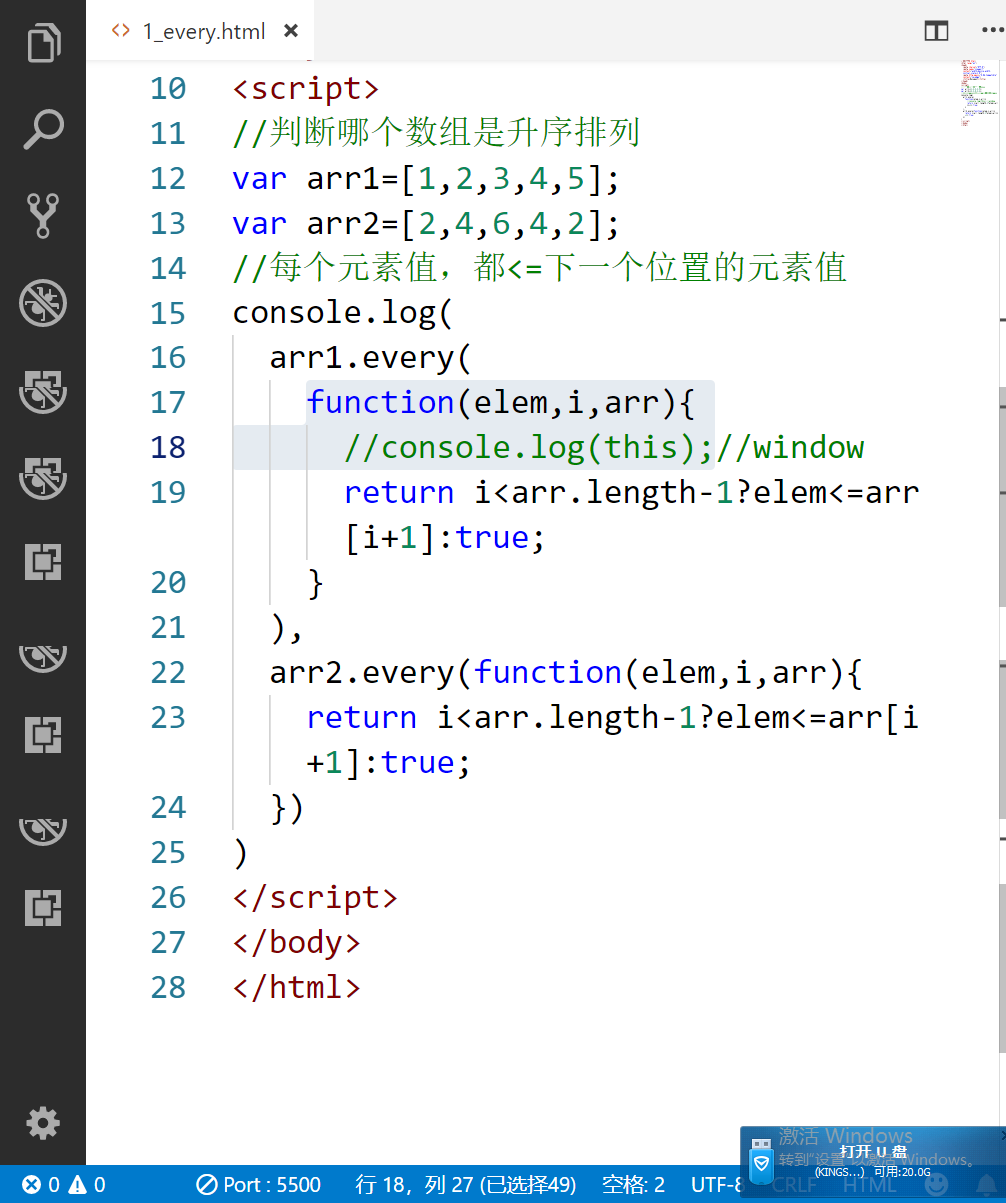 1_every.html
10 <script>
11 //判断哪个数组是升序排列
12 var arr1=[1,2,3,4,5];
13 var arr2=[2,4,6,4,2];
14 //每个元素值，都<=下一个位置的元素值
15 console.log(
16 arr1.every(
17 function(elem,i,arr){
18 //console.log(this);//window
19 return i<arr.length-1?elem<=arr
[i+1]:true;
20 }
21 ),
22 arr2.every(function(elem,i,arr){
23 return i<arr.length-1?elem<=arr[i
+1]:true;
24 })
25 )
26 </script>
27 </body>
28 </html>
激活 Windows
转到"设置"以激活 Windows。
打开 U 盘
(KINGS...) 可用:20.0G
0 0 Port : 5500 行 18，列 27 (已选择49) 空格: 2 UTF-8 CRLF HTML